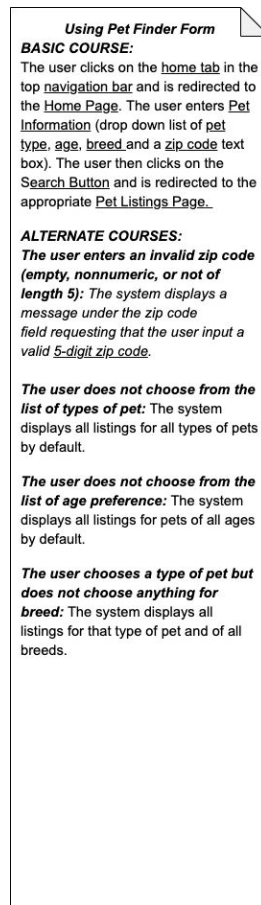 Using Pet Finder Form
BASIC COURSE:
The user clicks on the home tab in the
top navigation bar and is redirected to
the Home Page. The user enters Pet
Information (drop down list of pet
type, age, breed and a zip code text
box). The user then clicks on the
Search Button and is redirected to the
appropriate Pet Listings Page.
ALTERNATE COURSES:
The user enters an invalid zip code
(empty, nonnumeric, or not of
length 5): The system displays a
message under the zip code
field requesting that the user input a
valid 5-digit zip code.
The user does not choose from the
list of types of pet: The system
displays all listings for all types of pets
by default.
The user does not choose from the
list of age preference: The system
displays all listings for pets of all ages
by default.
The user chooses a type of pet but
does not choose anything for
breed: The system displays all
listings for that type of pet and of all
breeds.